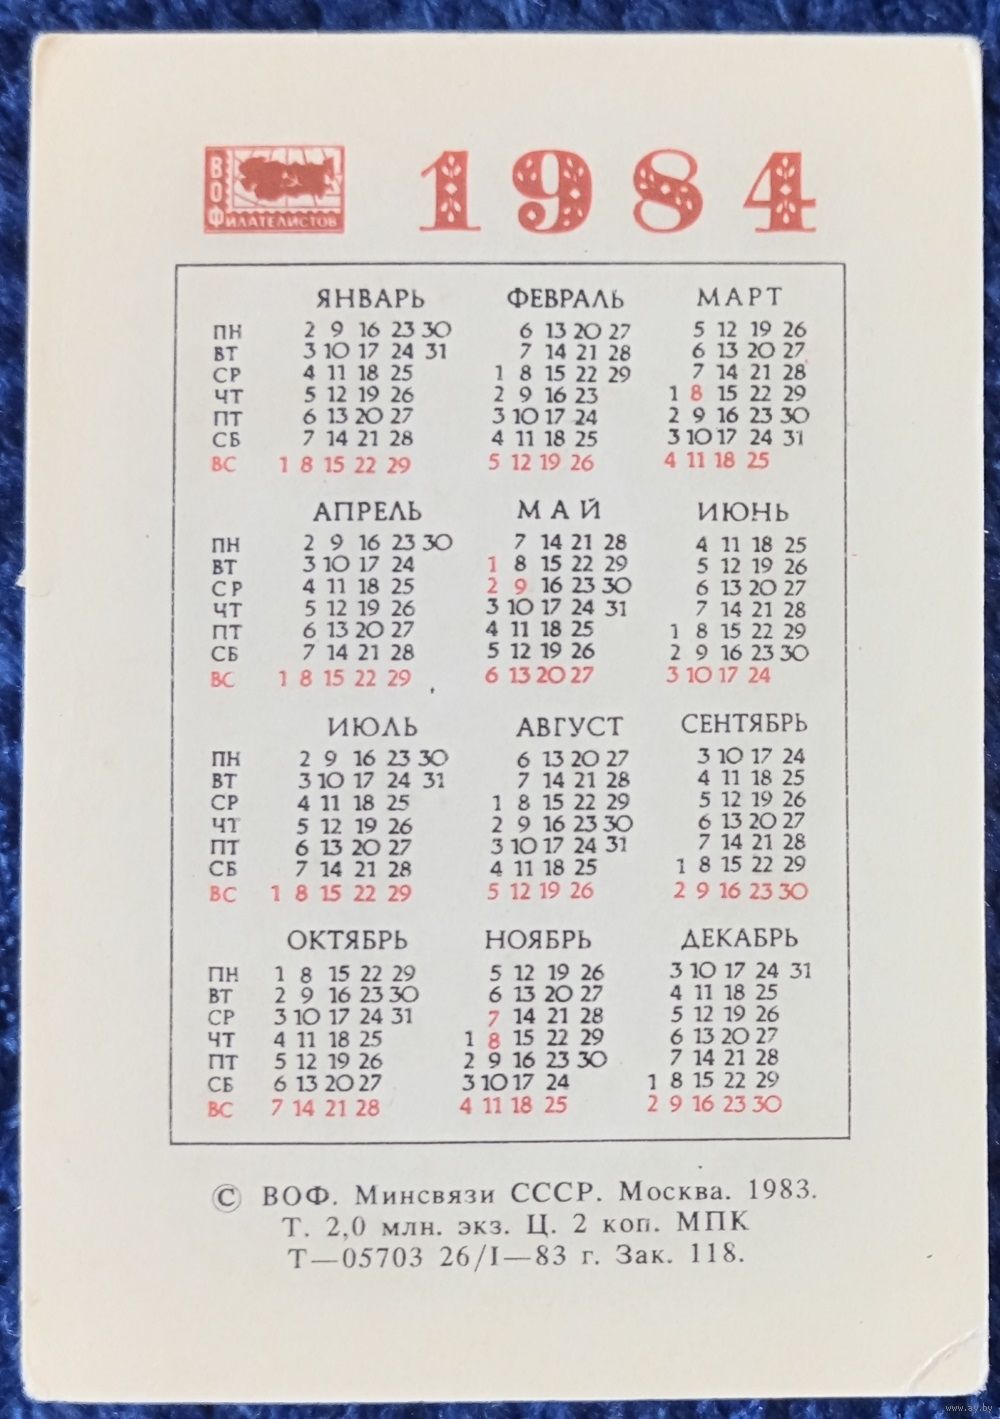 ВОФИЛАТЕЛИСТОВ 1984
ЯНВАРЬ ФЕВРАЛЬ МАРТ
ПН 2 9 16 23 30 6 13 20 27 5 12 19 26
ВТ 3 10 17 24 31 7 14 21 28 6 13 20 27
СР 4 11 18 25 1 8 15 22 29 7 14 21 28
ЧТ 5 12 19 26 2 9 16 23 1 8 15 22 29
ПТ 6 13 20 27 3 10 17 24 2 9 16 23 30
СБ 7 14 21 28 4 11 18 25 3 10 17 24 31
ВС 1 8 15 22 29 5 12 19 26 4 11 18 25
АПРЕЛЬ МАЙ ИЮНЬ
ПН 2 9 16 23 30 7 14 21 28 4 11 18 25
ВТ 3 10 17 24 1 8 15 22 29 5 12 19 26
СР 4 11 18 25 2 9 16 23 30 6 13 20 27
ЧТ 5 12 19 26 3 10 17 24 31 7 14 21 28
ПТ 6 13 20 27 4 11 18 25 1 8 15 22 29
СБ 7 14 21 28 5 12 19 26 2 9 16 23 30
ВС 1 8 15 22 29 6 13 20 27 3 10 17 24
ИЮЛЬ АВГУСТ СЕНТЯБРЬ
ПН 2 9 16 23 30 6 13 20 27 3 10 17 24
ВТ 3 10 17 24 31 7 14 21 28 4 11 18 25
СР 4 11 18 25 1 8 15 22 29 5 12 19 26
ЧТ 5 12 19 26 2 9 16 23 30 6 13 20 27
ПТ 6 13 20 27 3 10 17 24 31 7 14 21 28
СБ 7 14 21 28 4 11 18 25 1 8 15 22 29
ВС 1 8 15 22 29 5 12 19 26 2 9 16 23 30
ОКТЯБРЬ НОЯБРЬ ДЕКАБРЬ
ПН 1 8 15 22 29 5 12 19 26 3 10 17 24 31
ВТ 2 9 16 23 30 6 13 20 27 4 11 18 25
СР 3 10 17 24 31 7 14 21 28 5 12 19 26
ЧТ 4 11 18 25 1 8 15 22 29 6 13 20 27
ПТ 5 12 19 26 2 9 16 23 30 7 14 21 28
СБ 6 13 20 27 3 10 17 24 1 8 15 22 29
ВС 7 14 21 28 4 11 18 25 2 9 16 23 30
© ВОФ. Минсвязи СССР. Москва. 1983.
Т. 2,0 млн. экз. Ц. 2 коп. МПК
Т—05703 26/I—83 г. Зак. 118.
www.ay.by